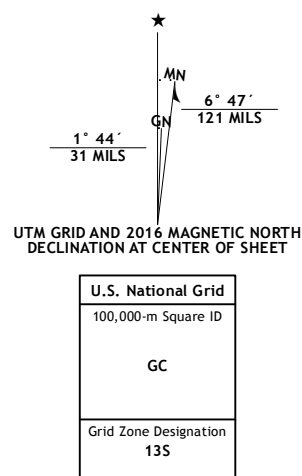 ★
MN
GN
6° 47´
121 MILS
1° 44´
31 MILS
UTM GRID AND 2016 MAGNETIC NORTH
DECLINATION AT CENTER OF SHEET
U.S. National Grid
100,000-m Square ID
GC
Grid Zone Designation
13S